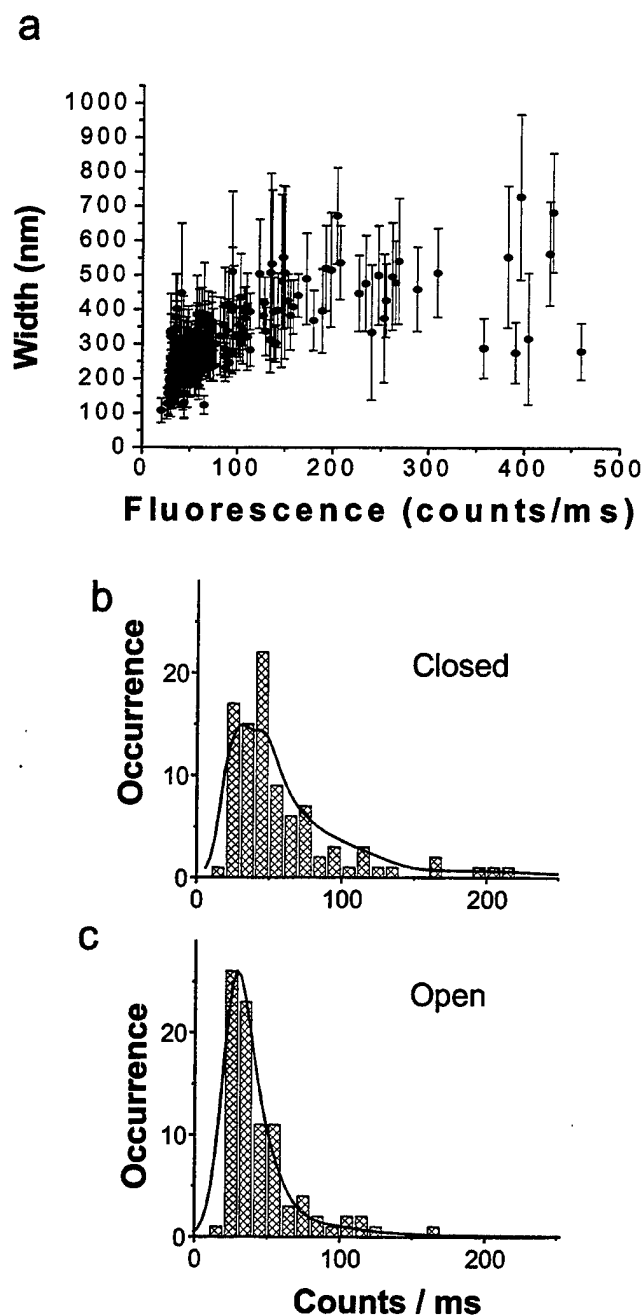 a
1000
900
800
700
600
500
400
300
200
100
0
Width (nm)
0 100 200 300 400 500
Fluorescence (counts/ms)
b
Closed
Occurrence
20
10
0
0 100 200
c
Open
Occurrence
20
10
0
0 100 200
Counts / ms